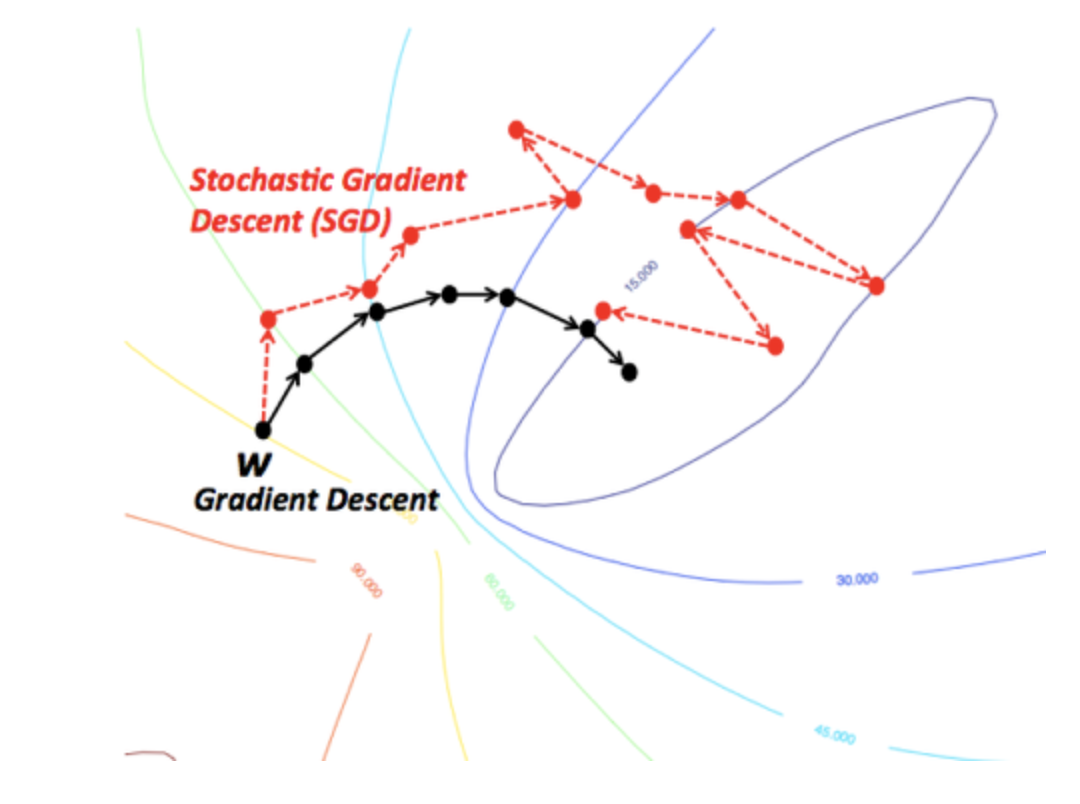 Stochastic Gradient
Descent (SGD)
15.000
W
Gradient Descent
90.000
60.000
30.000
45.000